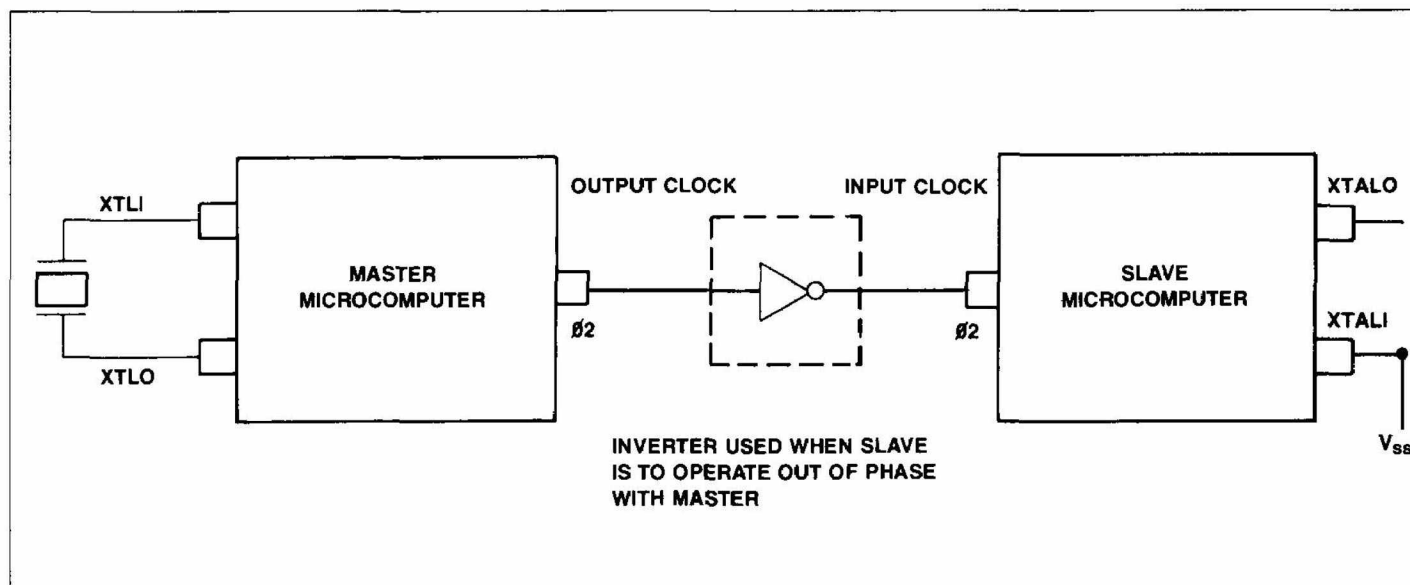 XTLI
XTLO
MASTER
MICROCOMPUTER
OUTPUT CLOCK
Ø2
INVERTER USED WHEN SLAVE
IS TO OPERATE OUT OF PHASE
WITH MASTER
INPUT CLOCK
Ø2
SLAVE
MICROCOMPUTER
XTALO
XTALI
Vss